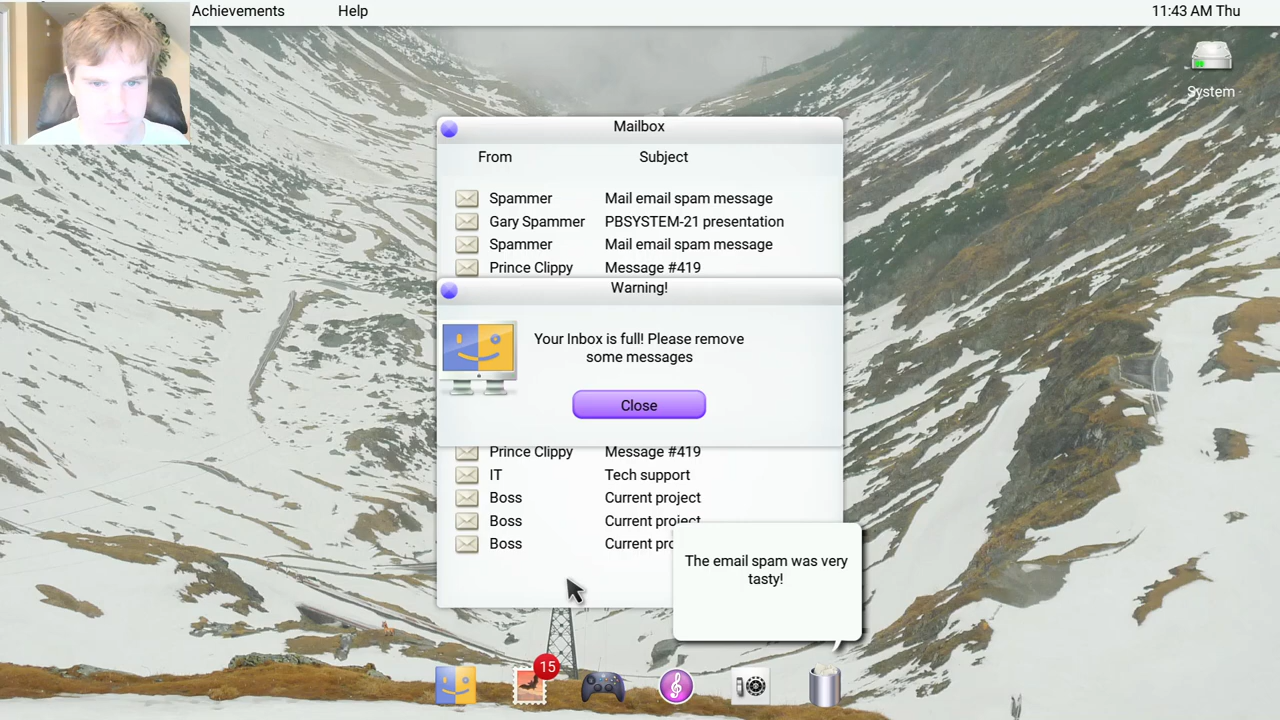 Achievements
Help
11:43 AM Thu
System
Mailbox
From Subject
Spammer Mail email spam message
Gary Spammer PBSYSTEM-21 presentation
Spammer Mail email spam message
Prince Clippy Message #419
Warning!
Your Inbox is full! Please remove
some messages
Close
Prince Clippy Message #419
IT Tech support
Boss Current project
Boss Current project
Boss Current pro
The email spam was very
tasty!
15